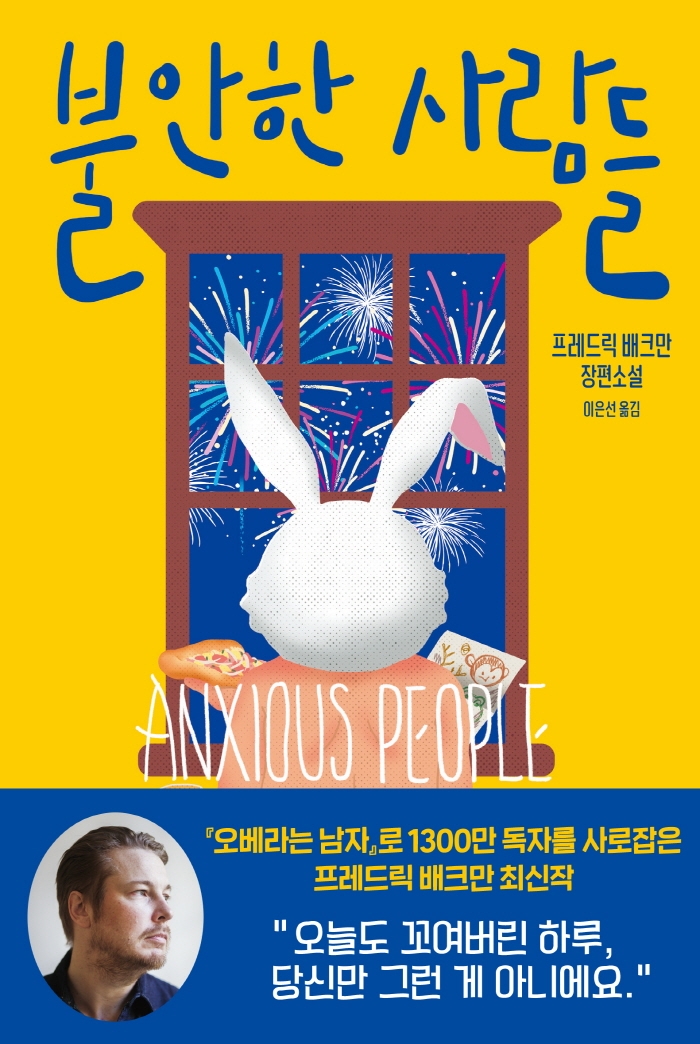 불안한 사람들
프레드릭 배크만
장편소설
이은선 옮김
ANXIOUS PEOPLE
『오베라는 남자』로 1300만 독자를 사로잡은
프레드릭 배크만 최신작
"오늘도 꼬여버린 하루,
당신만 그런 게 아니에요."